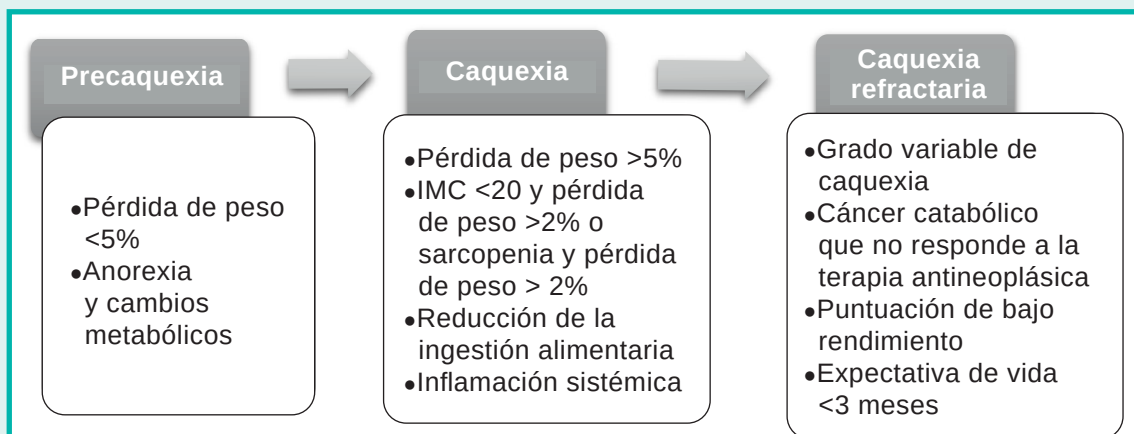 Precaquexia
●Pérdida de peso
<5%
●Anorexia
y cambios
metabólicos
Caquexia
●Pérdida de peso >5%
●IMC <20 y pérdida
de peso >2% o
sarcopenia y pérdida
de peso > 2%
●Reducción de la
ingestión alimentaria
●Inflamación sistémica
Caquexia
refractaria
●Grado variable de
caquexia
●Cáncer catabólico
que no responde a la
terapia antineoplásica
●Puntuación de bajo
rendimiento
●Expectativa de vida
<3 meses